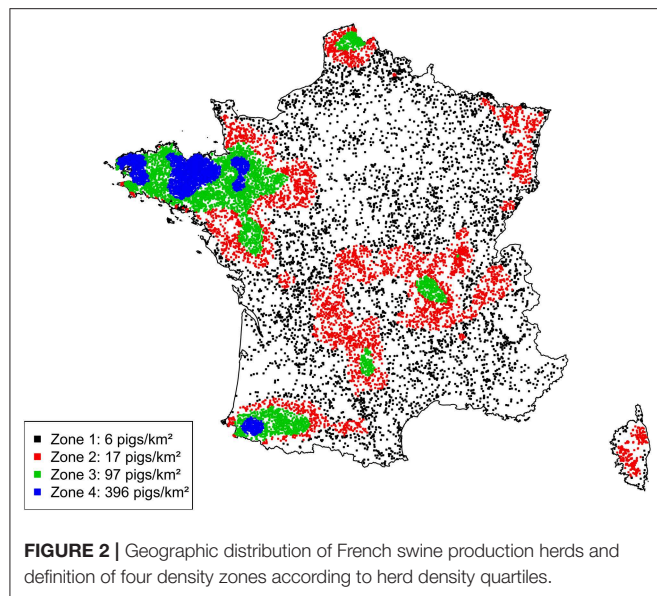 Zone 1: 6 pigs/km²
Zone 2: 17 pigs/km²
Zone 3: 97 pigs/km²
Zone 4: 396 pigs/km²
FIGURE 2 | Geographic distribution of French swine production herds and
definition of four density zones according to herd density quartiles.